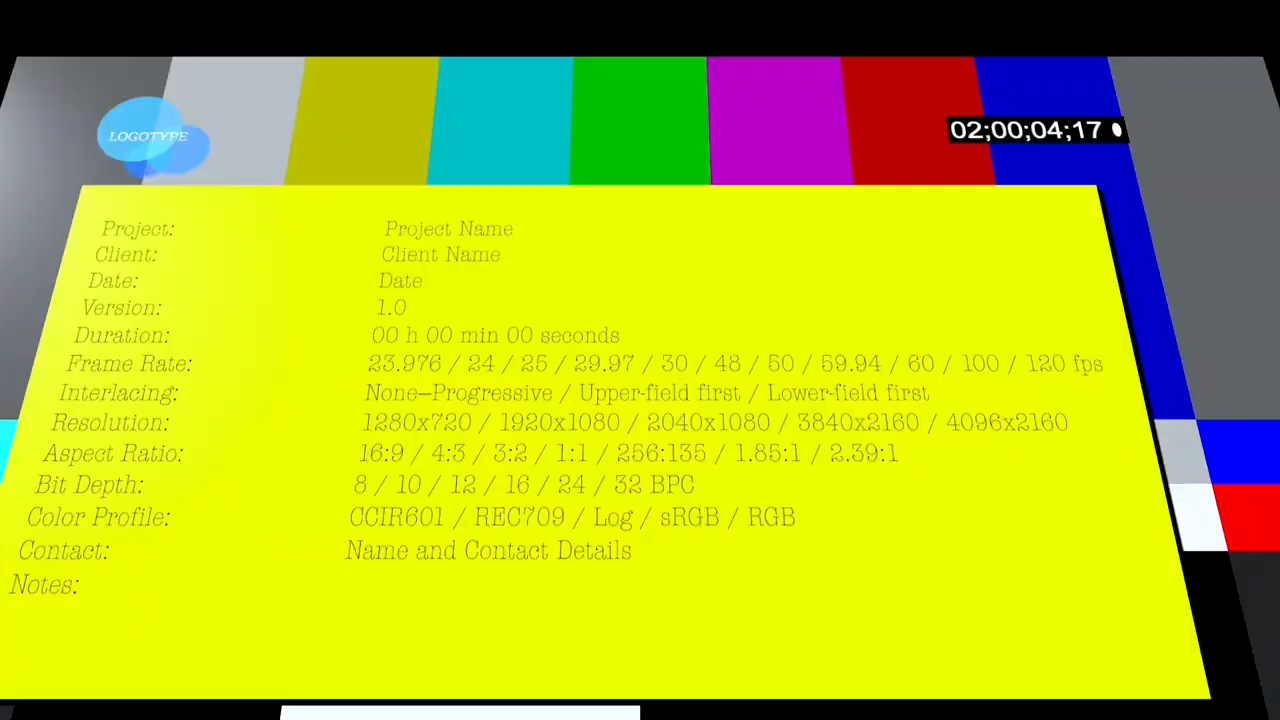 LOGOTYPE
02;00;04;17
Project: Project Name
Client: Client Name
Date: Date
Version: 1.0
Duration: 00 h 00 min 00 seconds
Frame Rate: 23.976 / 24 / 25 / 29.97 / 30 / 48 / 50 / 59.94 / 60 / 100 / 120 fps
Interlacing: None—Progressive / Upper-field first / Lower-field first
Resolution: 1280x720 / 1920x1080 / 2040x1080 / 3840x2160 / 4096x2160
Aspect Ratio: 16:9 / 4:3 / 3:2 / 1:1 / 256:135 / 1.85:1 / 2.39:1
Bit Depth: 8 / 10 / 12 / 16 / 24 / 32 BPC
Color Profile: CCIR601 / REC709 / Log / sRGB / RGB
Contact: Name and Contact Details
Notes: